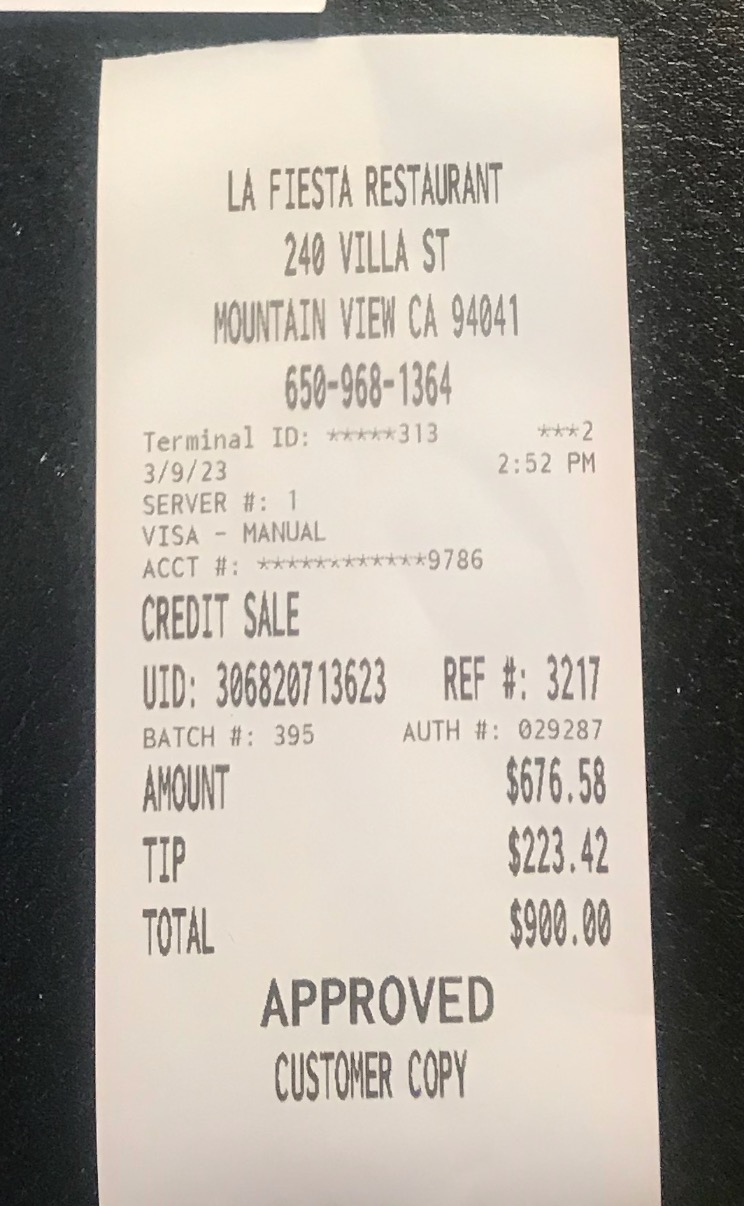 LA FIESTA RESTAURANT
240 VILLA ST
MOUNTAIN VIEW CA 94041
650-968-1364
Terminal ID: *****313 ***2
3/9/23 2:52 PM
SERVER #: 1
VISA - MANUAL
ACCT #: ************9786
CREDIT SALE
UID: 306820713623 REF #: 3217
BATCH #: 395 AUTH #: 029287
AMOUNT $676.58
TIP $223.42
TOTAL $900.00
APPROVED
CUSTOMER COPY